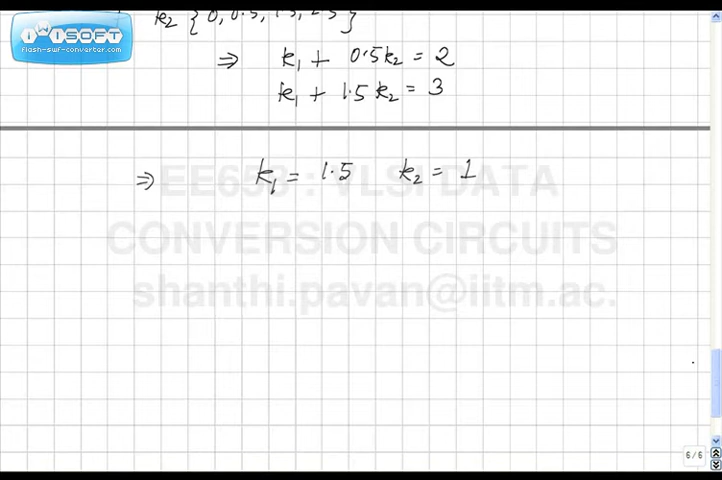 iWISOFT
flash-swf-converter.com
k₂ {0, 0.5, 1.5, 2.5}
⇒ k₁ + 0.5k₂ = 2
k₁ + 1.5k₂ = 3
⇒ k₁ = 1.5 k₂ = 1
EE658 : VLSI DATA
CONVERSION CIRCUITS
shanthi.pavan@iitm.ac.
6/6